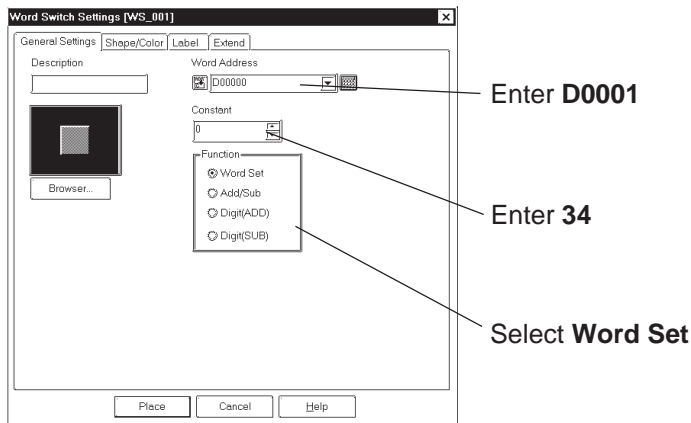 Word Switch Settings [WS_001]
General Settings Shape/Color Label Extend
Description
Word Address
D00000
Enter D0001
Constant
0
Function
Word Set
Browser...
Add/Sub
Digit(ADD)
Enter 34
Digit(SUB)
Select Word Set
Place Cancel Help